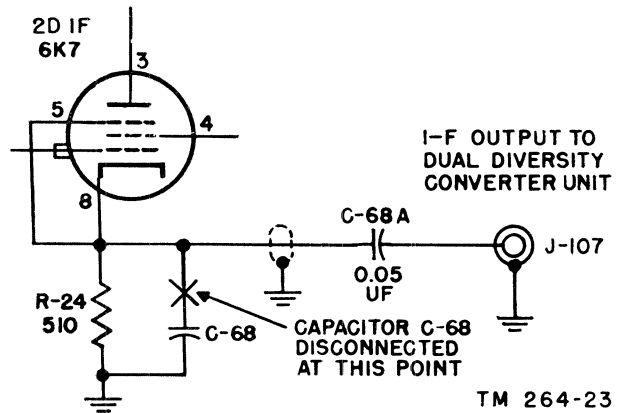 2D IF
6K7
3
5
4
8
I-F OUTPUT TO
DUAL DIVERSITY
CONVERTER UNIT
C-68A
J-107
0.05
UF
R-24
510
C-68
CAPACITOR C-68
DISCONNECTED
AT THIS POINT
TM 264-23